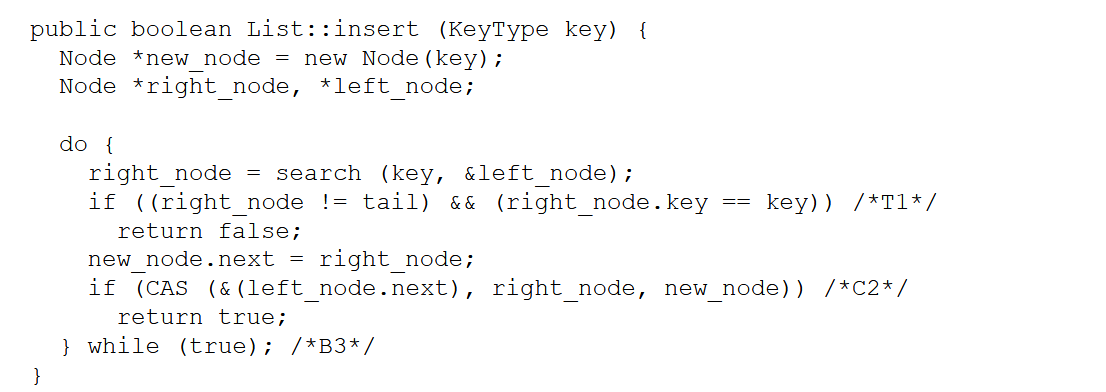 public boolean List::insert (KeyType key) {
  Node *new_node = new Node(key);
  Node *right_node, *left_node;

  do {
    right_node = search (key, &left_node);
    if ((right_node != tail) && (right_node.key == key)) /*T1*/
      return false;
    new_node.next = right_node;
    if (CAS (&(left_node.next), right_node, new_node)) /*C2*/
      return true;
  } while (true); /*B3*/
}